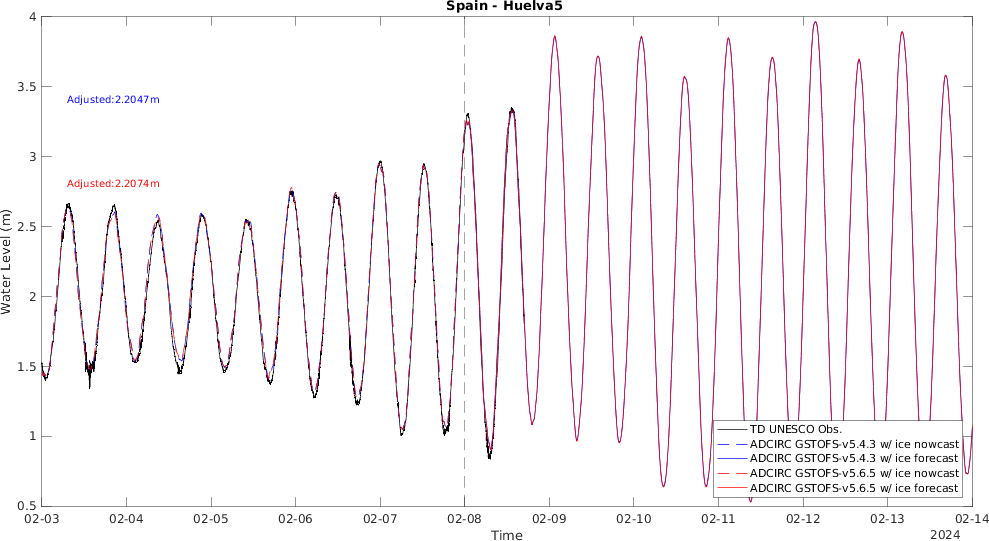 Spain - Huelva5
4
3.5
3
2.5
2
1.5
1
0.5
Water Level (m)
Adjusted:2.2047m
Adjusted:2.2074m
TD UNESCO Obs.
ADCIRC GSTOFS-v5.4.3 w/ ice nowcast
ADCIRC GSTOFS-v5.4.3 w/ ice forecast
ADCIRC GSTOFS-v5.6.5 w/ ice nowcast
ADCIRC GSTOFS-v5.6.5 w/ ice forecast
02-03 02-04 02-05 02-06 02-07 02-08 02-09 02-10 02-11 02-12 02-13 02-14
Time
2024